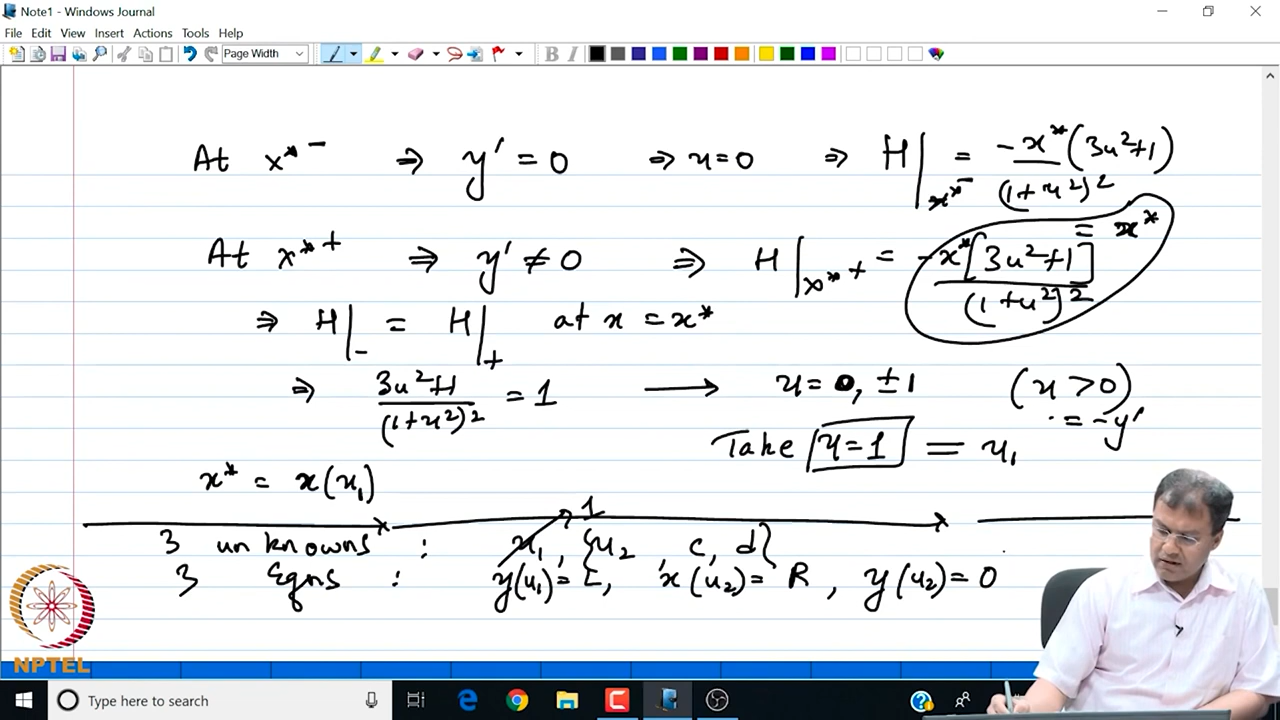 Note1 - Windows Journal
File Edit View Insert Actions Tools Help
Page Width
B I
At x*⁻ ⇒ y' = 0 ⇒ u=0 ⇒ H|x*⁻ = -x*(3u²+1)/(1+u²)² = x*
At x*⁺ ⇒ y' ≠ 0 ⇒ H|x*⁺ = -x*[3u²+1]/(1+u²)²
⇒ H|₋ = H|₊ at x = x*
⇒ 3u²+1/(1+u²)² = 1 ⟶ u = 0, ±1 (u > 0)
= -y'
Take u=1 = u₁
x* = x(u₁)
1
3 unknowns : u₁, {u₂, c, d}
3 Eqns : y(u₁) = L, x(u₂) = R, y(u₂) = 0
NPTEL
Type here to search